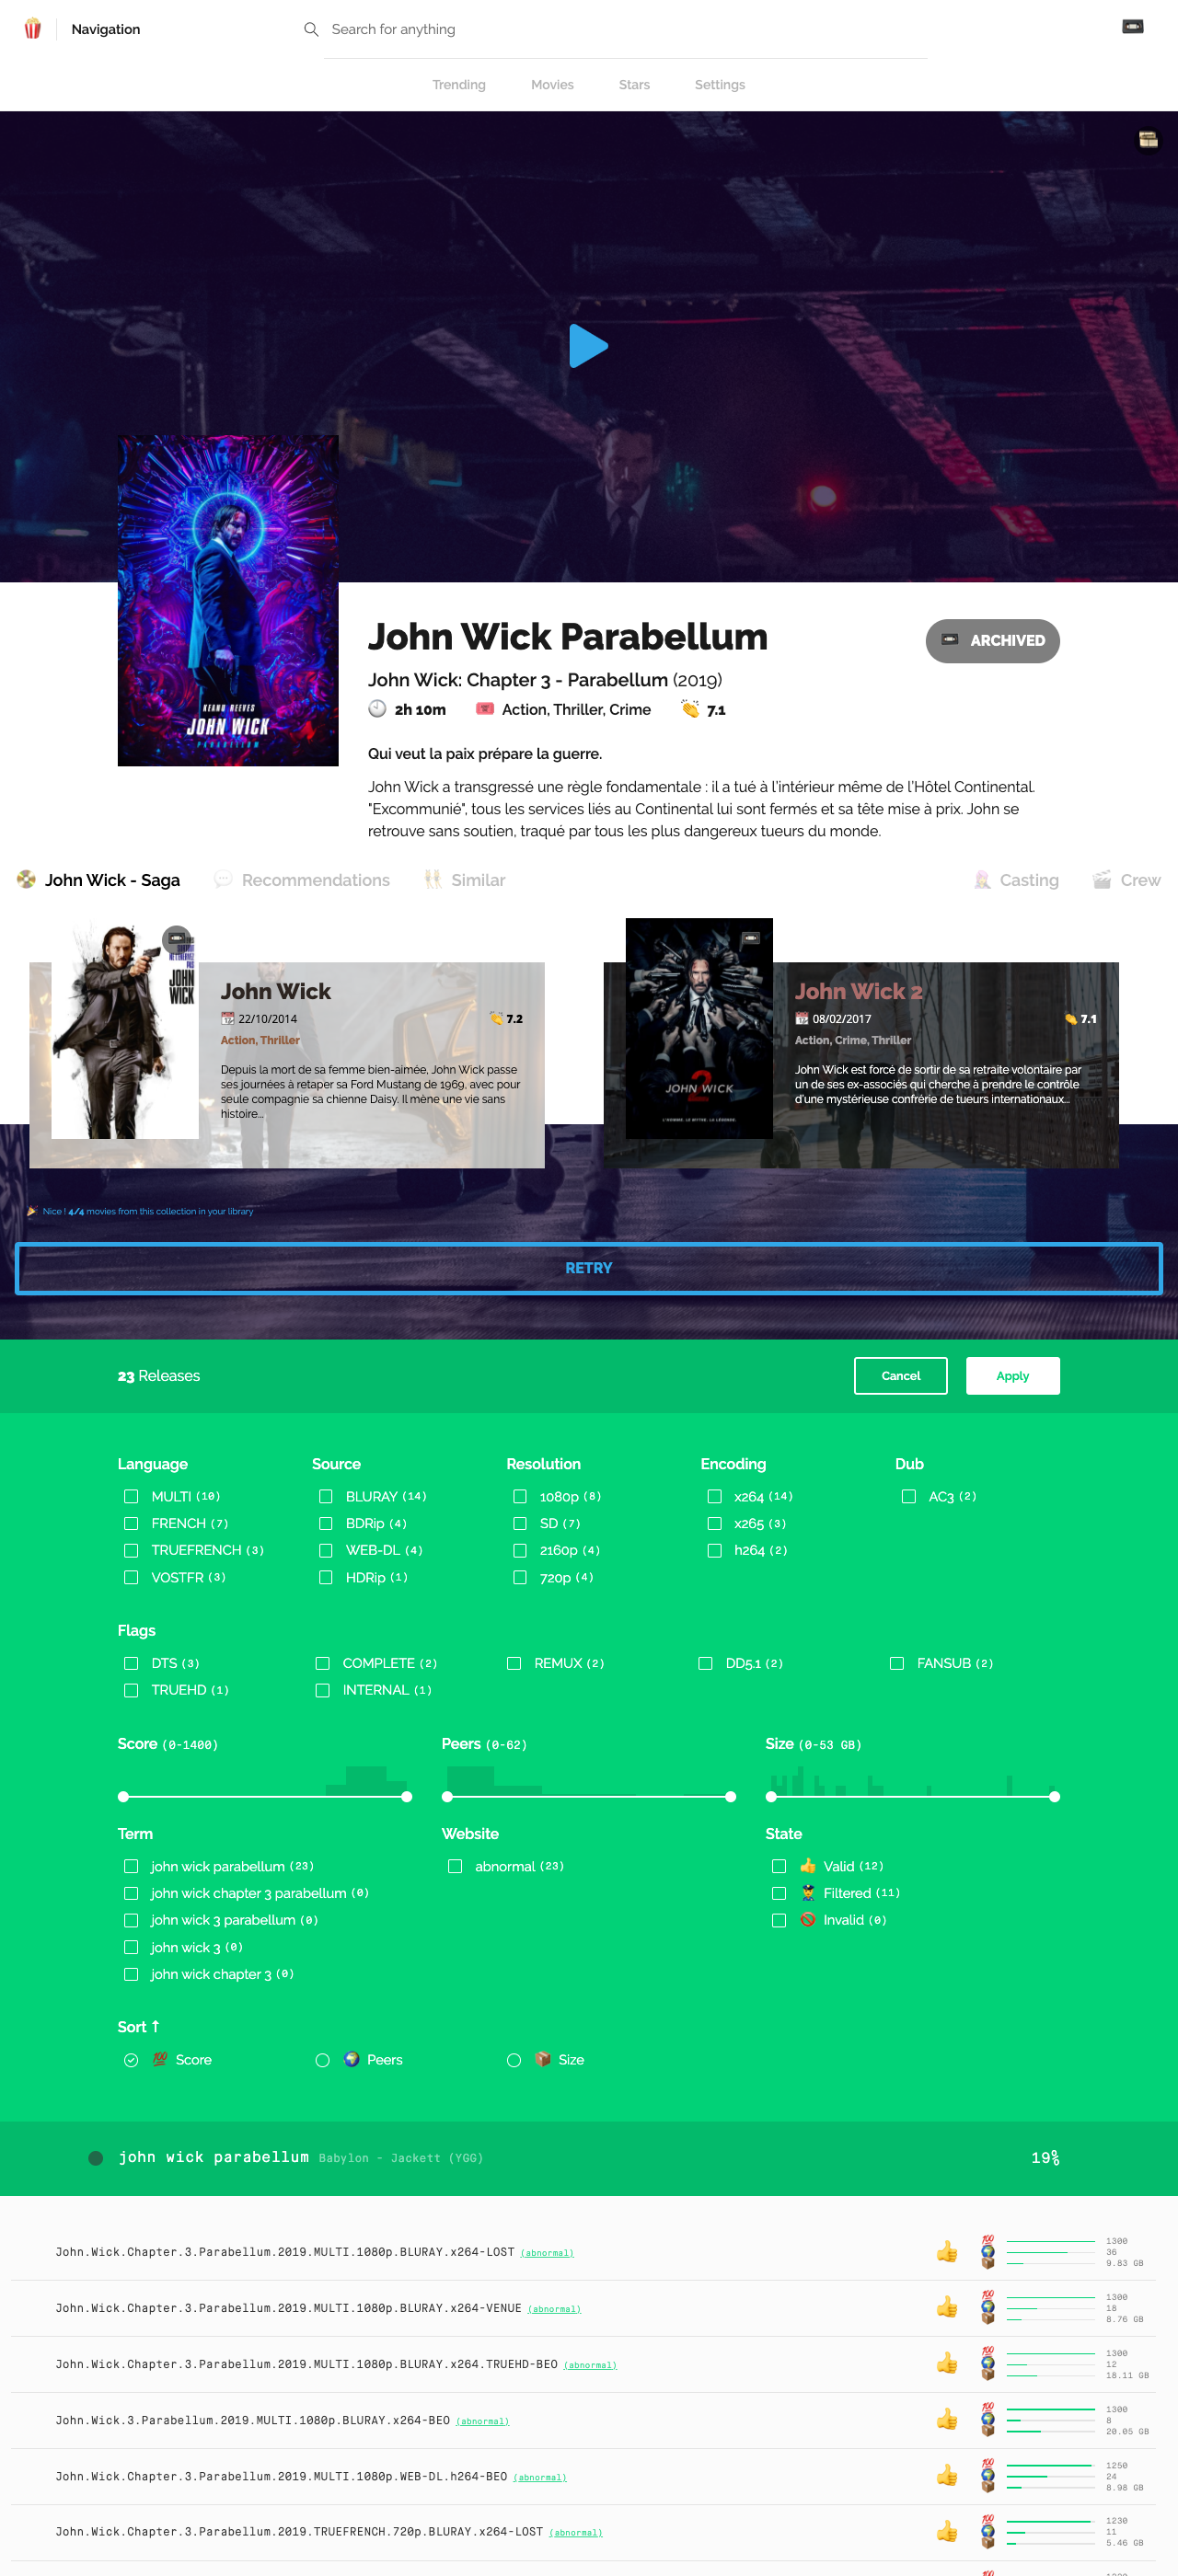 Navigation
Search for anything
Trending Movies Stars Settings
KEANU REEVES
JOHN WICK
PARABELLUM
John Wick Parabellum
ARCHIVED
John Wick: Chapter 3 - Parabellum (2019)
2h 10m Action, Thriller, Crime 7.1
Qui veut la paix prépare la guerre.
John Wick a transgressé une règle fondamentale : il a tué à l'intérieur même de l'Hôtel Continental.
"Excommunié", tous les services liés au Continental lui sont fermés et sa tête mise à prix. John se
retrouve sans soutien, traqué par tous les plus dangereux tueurs du monde.
John Wick - Saga Recommendations Similar Casting Crew
JOHN
WICK
John Wick
22/10/2014 7.2
Action, Thriller
Depuis la mort de sa femme bien-aimée, John Wick passe
ses journées à retaper sa Ford Mustang de 1969, avec pour
seule compagnie sa chienne Daisy. Il mène une vie sans
histoire...
JOHN WICK
2
L'HOMME. LE MYTHE. LA LÉGENDE.
John Wick 2
08/02/2017 7.1
Action, Crime, Thriller
John Wick est forcé de sortir de sa retraite volontaire par
un de ses ex-associés qui cherche à prendre le contrôle
d'une mystérieuse confrérie de tueurs internationaux...
Nice ! 4/4 movies from this collection in your library
RETRY
23 Releases
Cancel Apply
Language
MULTI (10)
FRENCH (7)
TRUEFRENCH (3)
VOSTFR (3)
Source
BLURAY (14)
BDRip (4)
WEB-DL (4)
HDRip (1)
Resolution
1080p (8)
SD (7)
2160p (4)
720p (4)
Encoding
x264 (14)
x265 (3)
h264 (2)
Dub
AC3 (2)
Flags
DTS (3) COMPLETE (2) REMUX (2) DD5.1 (2) FANSUB (2)
TRUEHD (1) INTERNAL (1)
Score (0-1400) Peers (0-62) Size (0-53 GB)
Term
john wick parabellum (23)
john wick chapter 3 parabellum (0)
john wick 3 parabellum (0)
john wick 3 (0)
john wick chapter 3 (0)
Website
abnormal (23)
State
👍 Valid (12)
Filtered (11)
Invalid (0)
Sort ↑
💯 Score Peers Size
john wick parabellum Babylon - Jackett (YGG) 19%
John.Wick.Chapter.3.Parabellum.2019.MULTI.1080p.BLURAY.x264-LOST (abnormal)
1300
36
9.83 GB
John.Wick.Chapter.3.Parabellum.2019.MULTI.1080p.BLURAY.x264-VENUE (abnormal)
1300
18
8.76 GB
John.Wick.Chapter.3.Parabellum.2019.MULTI.1080p.BLURAY.x264.TRUEHD-BEO (abnormal)
1300
12
18.11 GB
John.Wick.3.Parabellum.2019.MULTI.1080p.BLURAY.x264-BEO (abnormal)
1300
8
20.05 GB
John.Wick.Chapter.3.Parabellum.2019.MULTI.1080p.WEB-DL.h264-BEO (abnormal)
1250
24
8.98 GB
John.Wick.Chapter.3.Parabellum.2019.TRUEFRENCH.720p.BLURAY.x264-LOST (abnormal)
1230
11
5.46 GB